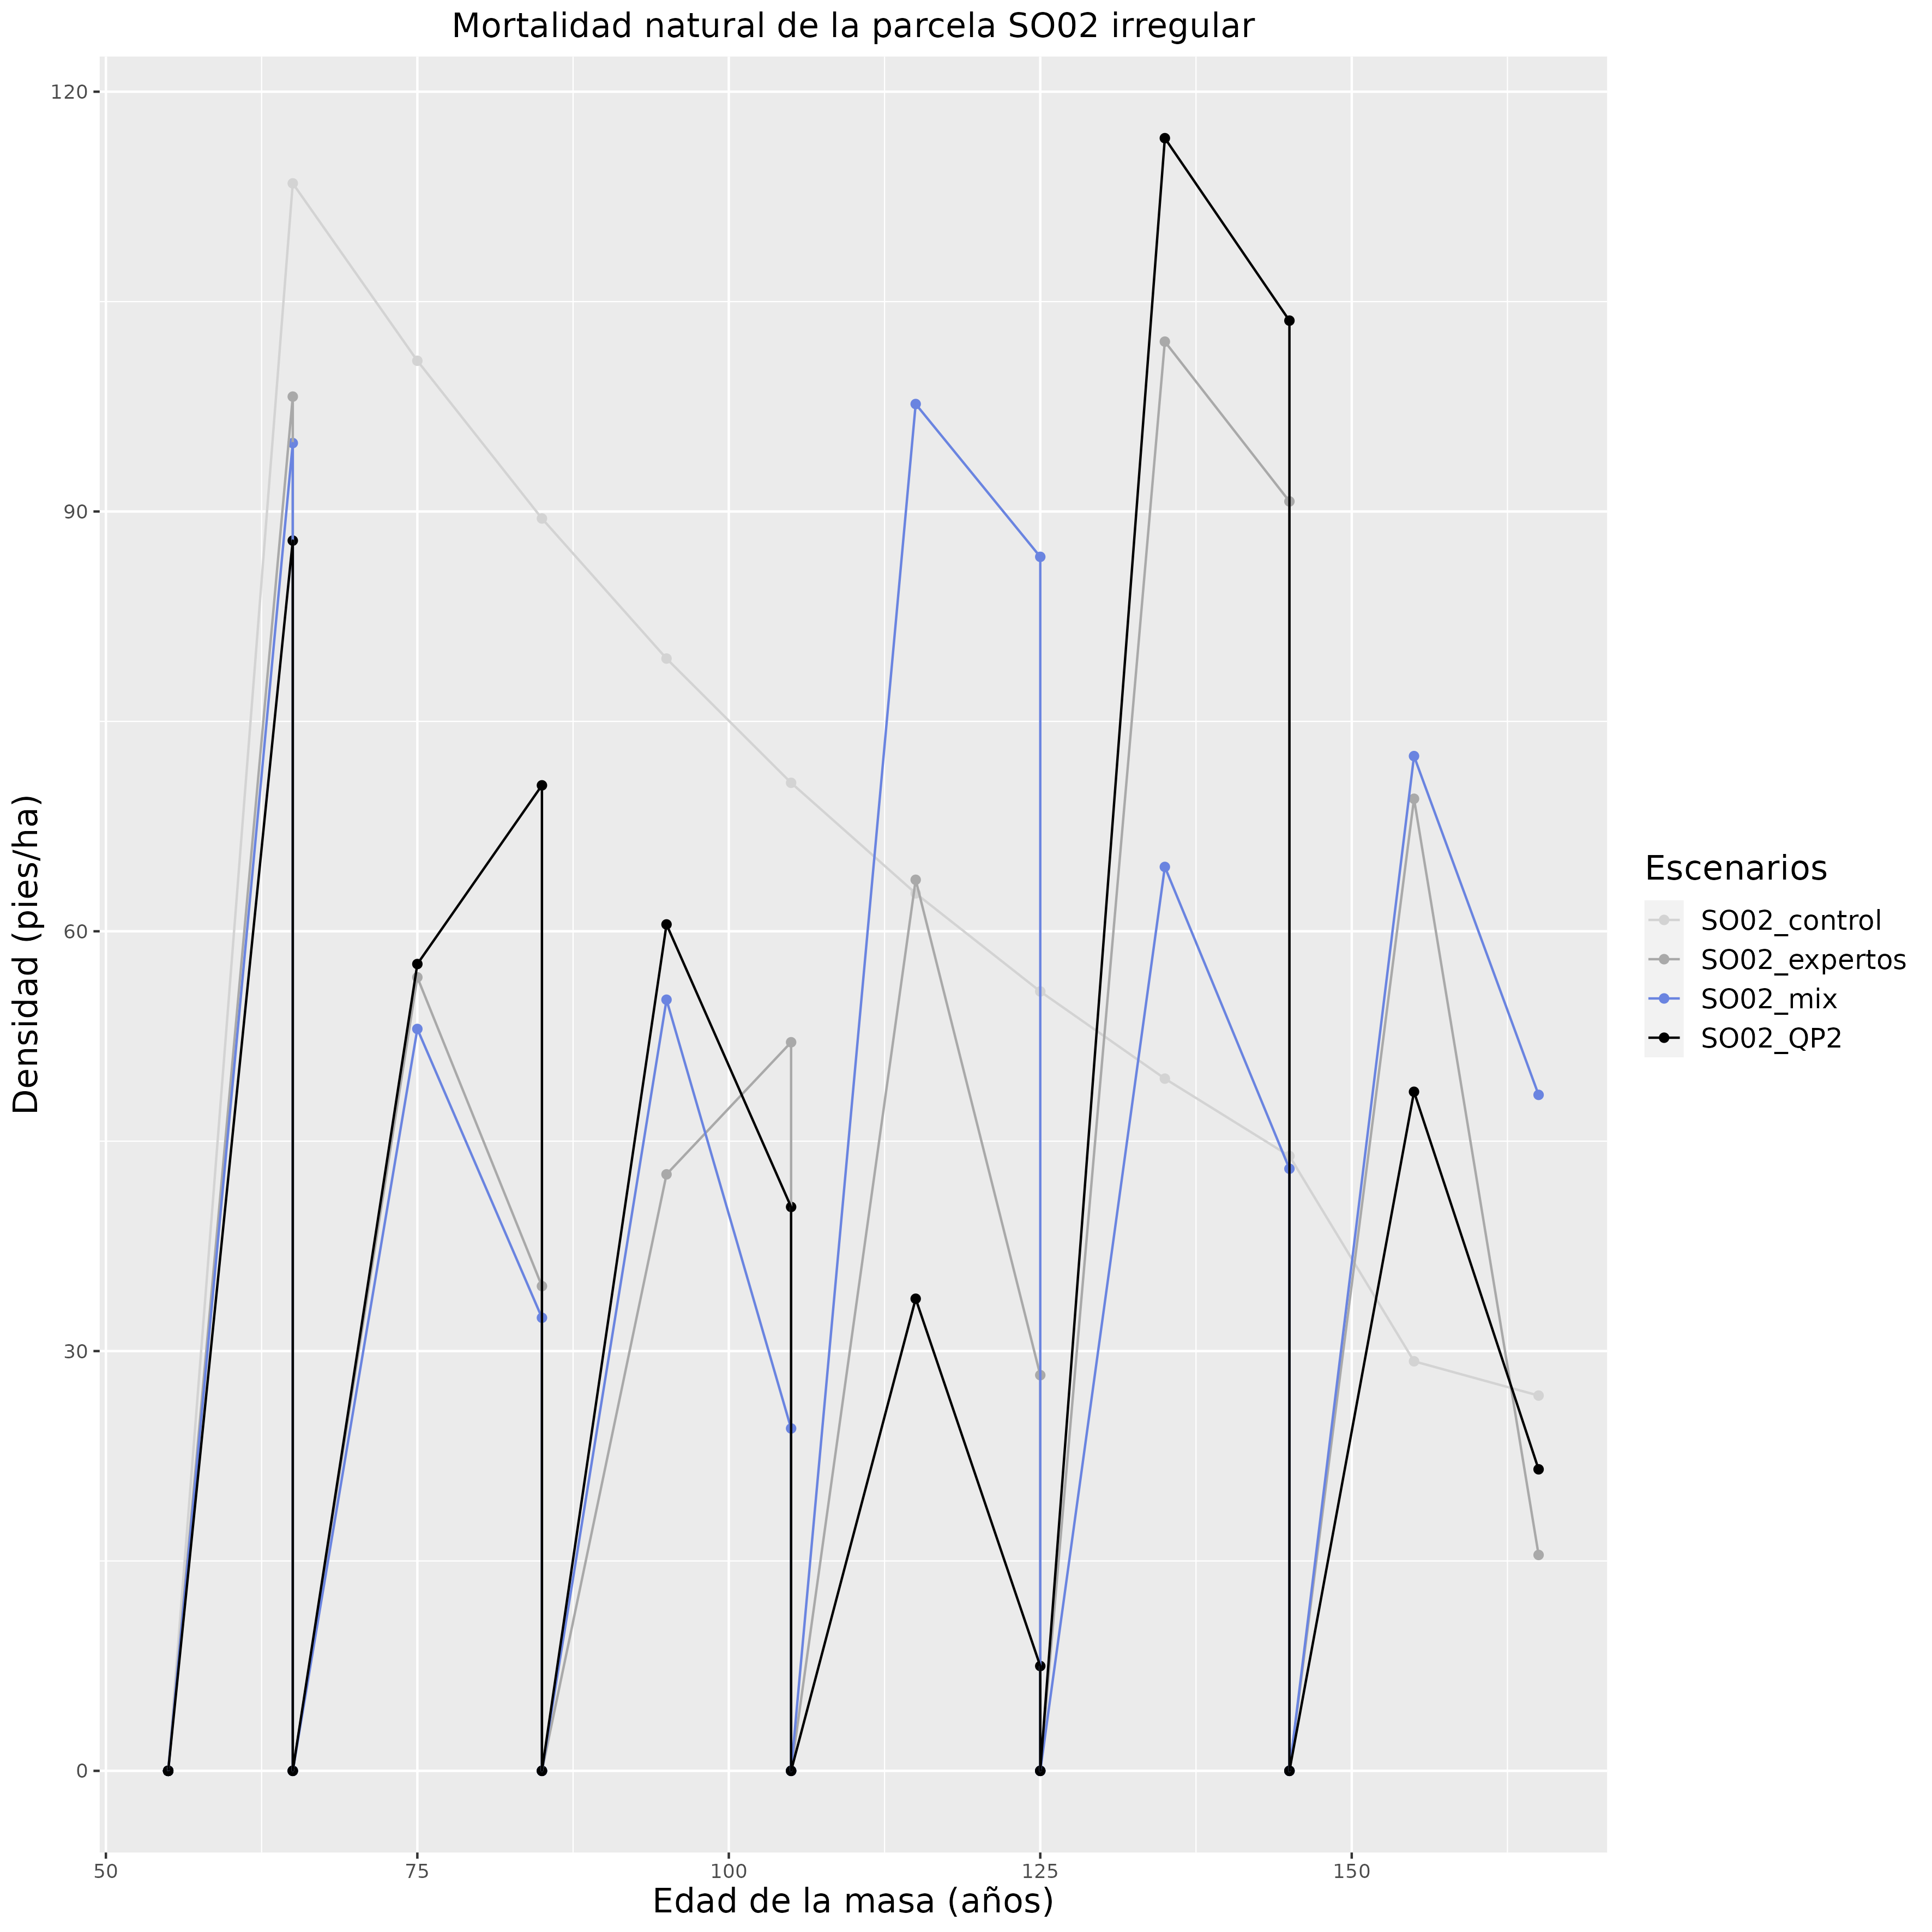 Mortalidad natural de la parcela SO02 irregular
120
90
60
30
0
Densidad (pies/ha)
50
75
100
125
150
Edad de la masa (años)
Escenarios
SO02_control
SO02_expertos
SO02_mix
SO02_QP2